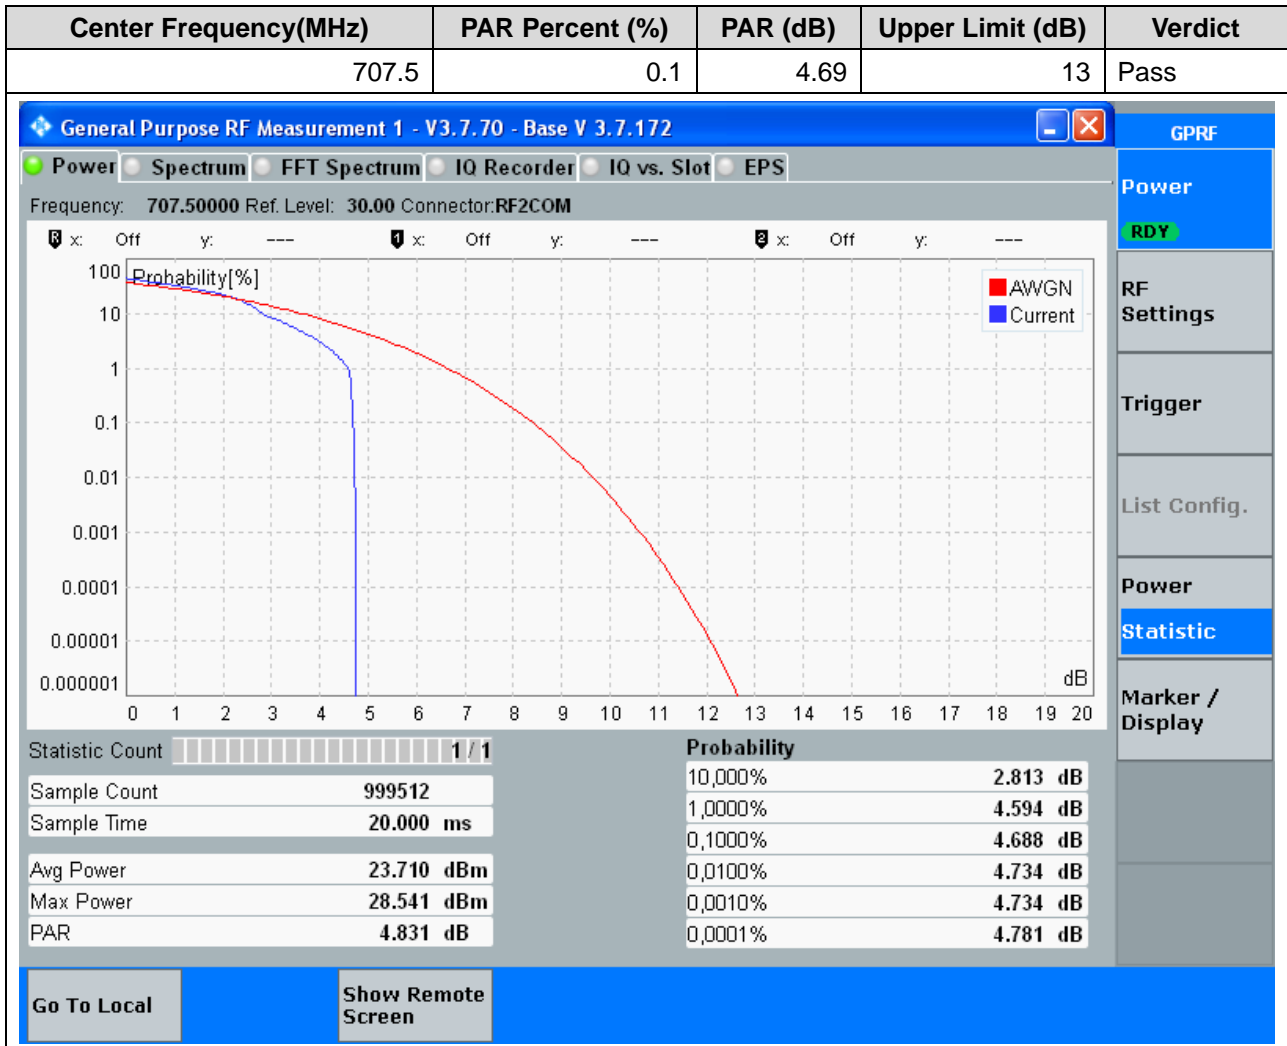 Center Frequency(MHz) PAR Percent (%) PAR (dB) Upper Limit (dB) Verdict
707.5 0.1 4.69 13 Pass
General Purpose RF Measurement 1 - V3.7.70 - Base V 3.7.172
GPRF
Power Spectrum FFT Spectrum IQ Recorder IQ vs. Slot EPS
Frequency: 707.50000 Ref. Level: 30.00 Connector:RF2COM
R x: Off y: --- 1 x: Off y: --- 2 x: Off y: ---
Probability[%]
AWGN
Current
100
10
1
0.1
0.01
0.001
0.0001
0.00001
0.000001
dB
0 1 2 3 4 5 6 7 8 9 10 11 12 13 14 15 16 17 18 19 20
Statistic Count 1 / 1
Sample Count 999512
Sample Time 20.000 ms
Avg Power 23.710 dBm
Max Power 28.541 dBm
PAR 4.831 dB
Probability
10,000% 2.813 dB
1,0000% 4.594 dB
0,1000% 4.688 dB
0,0100% 4.734 dB
0,0010% 4.734 dB
0,0001% 4.781 dB
Power
RDY
RF
Settings
Trigger
List Config.
Power
Statistic
Marker /
Display
Go To Local
Show Remote
Screen